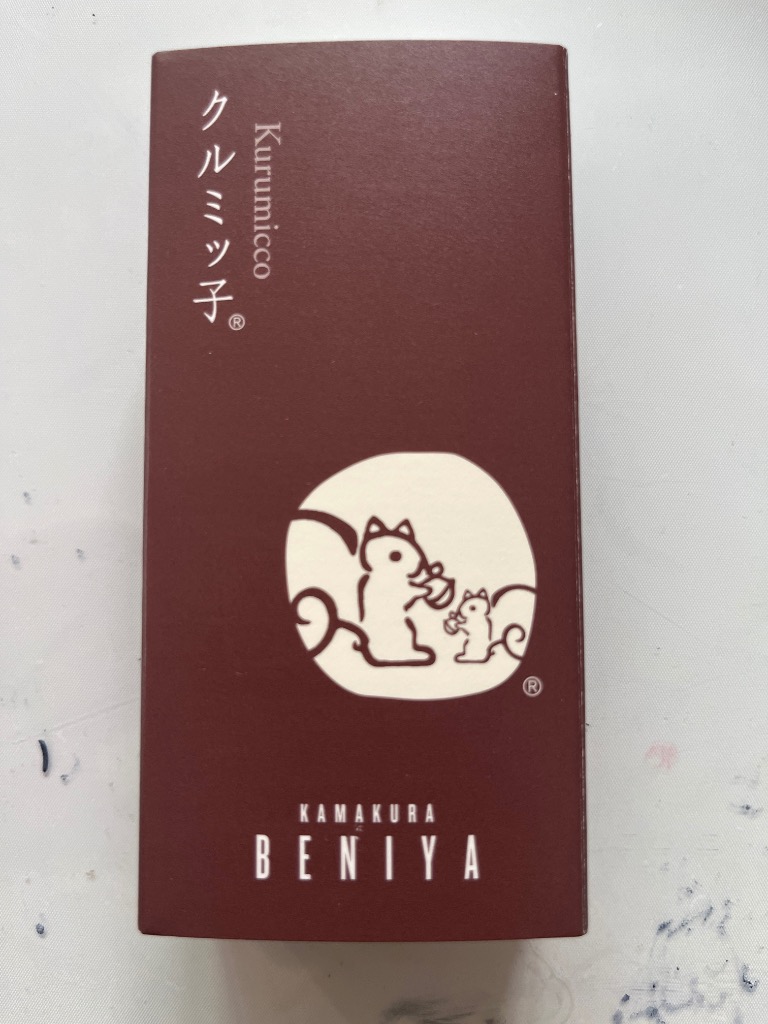 クルミッ子®
Kurumicco
®
KAMAKURA
BENIYA